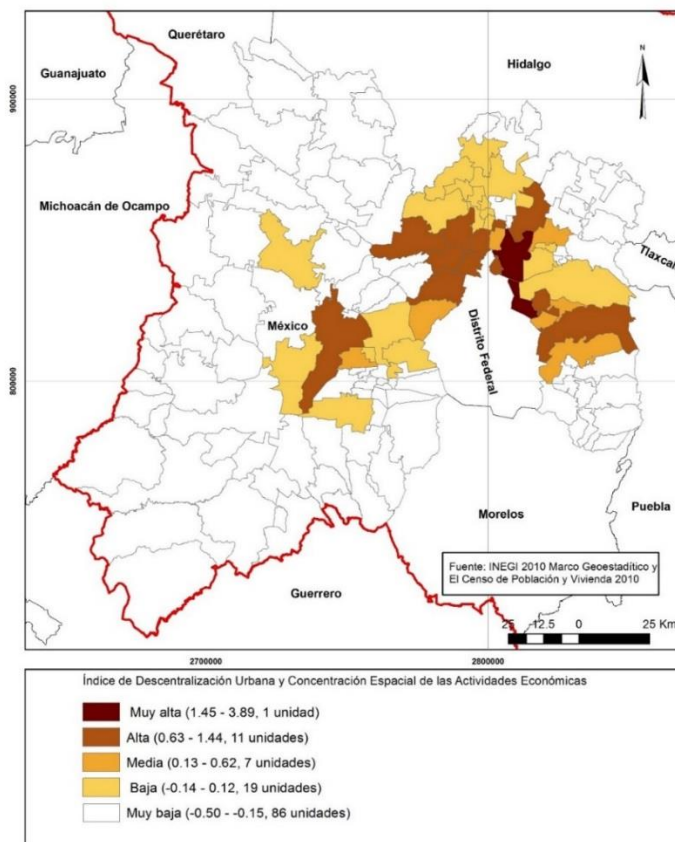 Querétaro
N
Guanajuato
Hidalgo
900000
Michoacán de Ocampo
Tlaxcal
México
Distrito Federal
800000
Morelos
Puebla
Fuente: INEGI 2010 Marco Geoestadítico y
El Censo de Población y Vivienda 2010
Guerrero
25 12.5 0 25 Km
2700000 2800000
Índice de Descentralización Urbana y Concentración Espacial de las Actividades Económicas
Muy alta (1.45 - 3.89, 1 unidad)
Alta (0.63 - 1.44, 11 unidades)
Media (0.13 - 0.62, 7 unidades)
Baja (-0.14 - 0.12, 19 unidades)
Muy baja (-0.50 - -0.15, 86 unidades)